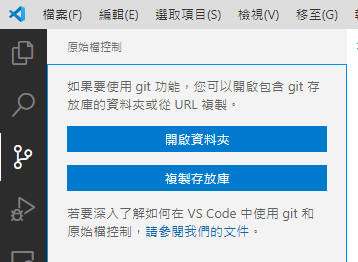 檔案(F) 編輯(E) 選取項目(S) 檢視(V) 移至(G)
原始檔控制
如果要使用 git 功能，您可以開啟包含 git 存
放庫的資料夾或從 URL 複製。
開啟資料夾
複製存放庫
若要深入了解如何在 VS Code 中使用 git 和
原始檔控制，請參閱我們的文件。